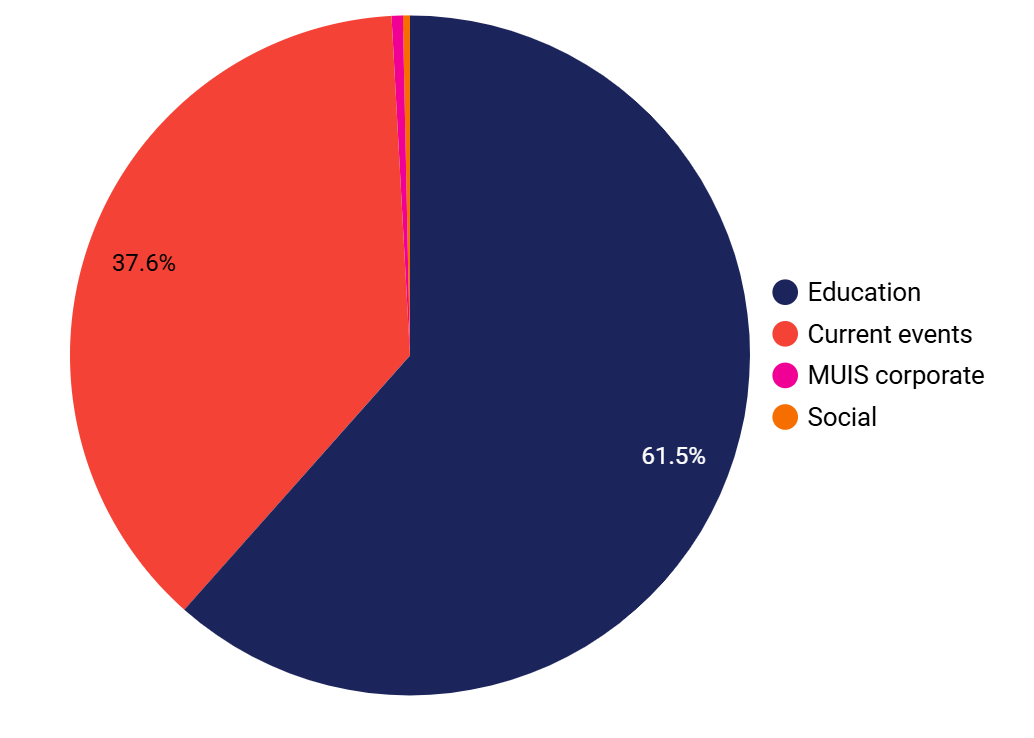 37.6%
61.5%
Education
Current events
MUIS corporate
Social